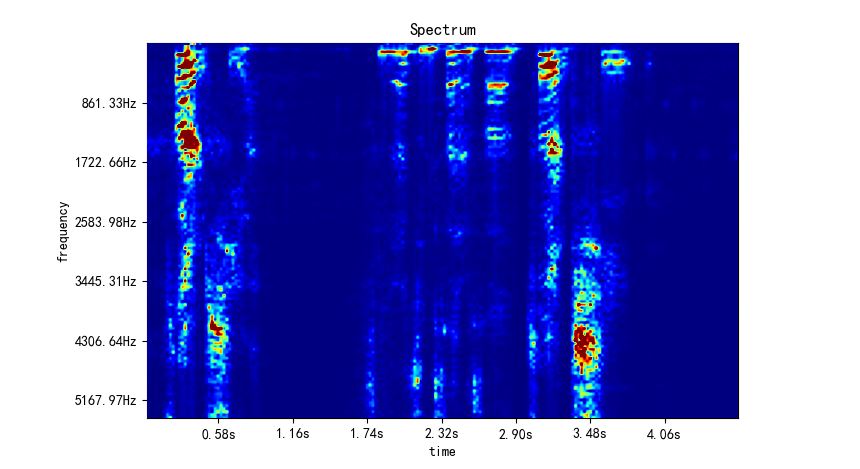 Spectrum
861.33Hz
1722.66Hz
2583.98Hz
3445.31Hz
4306.64Hz
5167.97Hz
frequency
0.58s 1.16s 1.74s 2.32s 2.90s 3.48s 4.06s
time